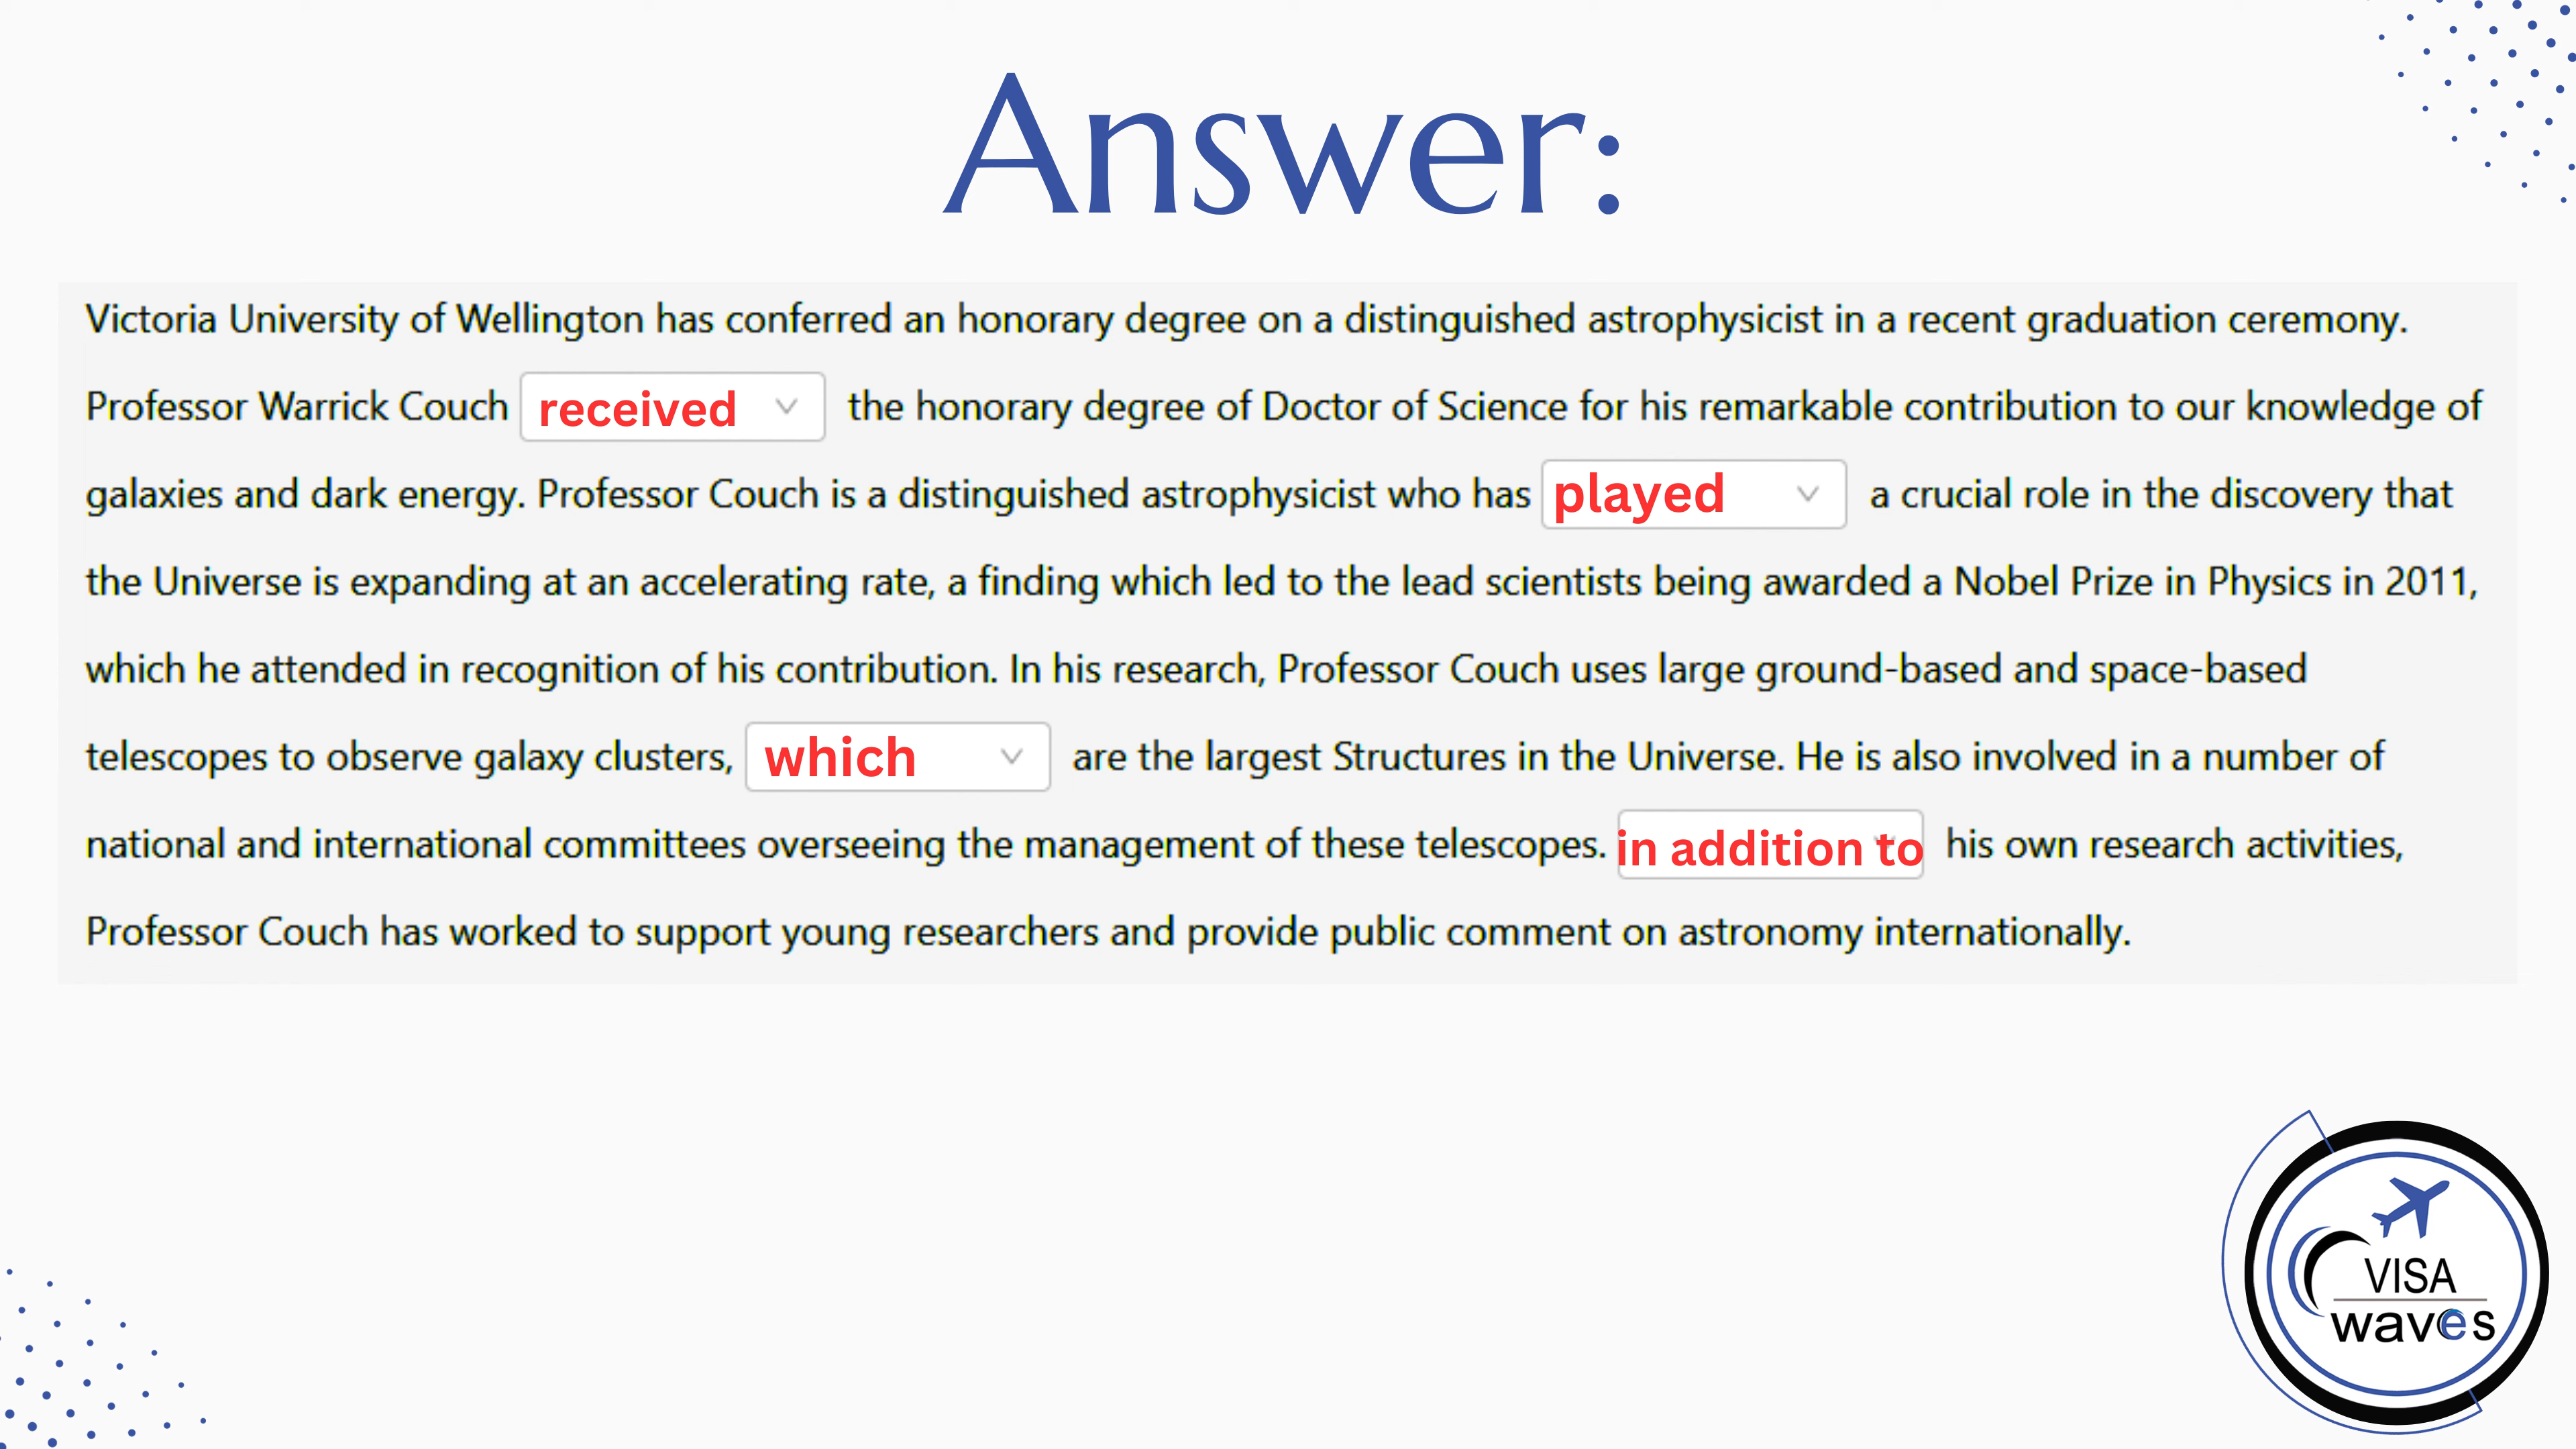 Answer:
Victoria University of Wellington has conferred an honorary degree on a distinguished astrophysicist in a recent graduation ceremony.
Professor Warrick Couch received the honorary degree of Doctor of Science for his remarkable contribution to our knowledge of
galaxies and dark energy. Professor Couch is a distinguished astrophysicist who has played a crucial role in the discovery that
the Universe is expanding at an accelerating rate, a finding which led to the lead scientists being awarded a Nobel Prize in Physics in 2011,
which he attended in recognition of his contribution. In his research, Professor Couch uses large ground-based and space-based
telescopes to observe galaxy clusters, which are the largest Structures in the Universe. He is also involved in a number of
national and international committees overseeing the management of these telescopes. in addition to his own research activities,
Professor Couch has worked to support young researchers and provide public comment on astronomy internationally.
VISA
waves